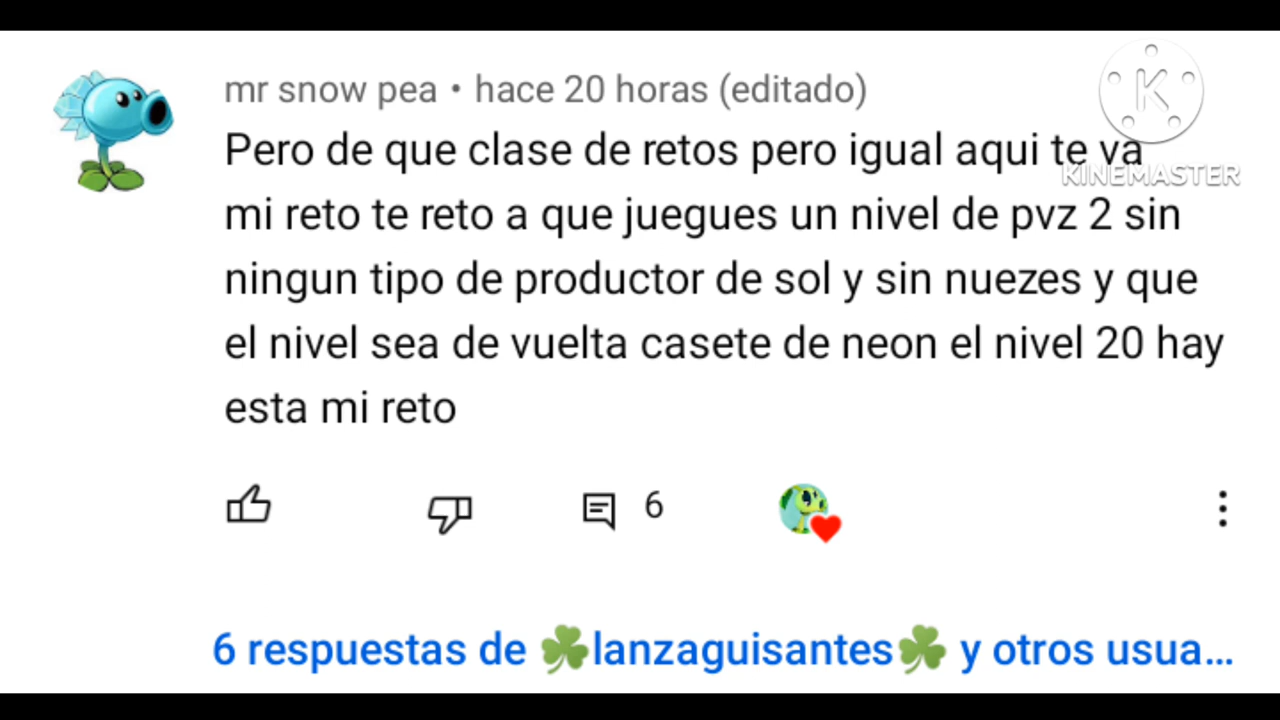 mr snow pea • hace 20 horas (editado)
Pero de que clase de retos pero igual aqui te va
mi reto te reto a que juegues un nivel de pvz 2 sin
ningun tipo de productor de sol y sin nuezes y que
el nivel sea de vuelta casete de neon el nivel 20 hay
esta mi reto
6
6 respuestas de ☘lanzaguisantes☘ y otros usua...
K
KINEMASTER